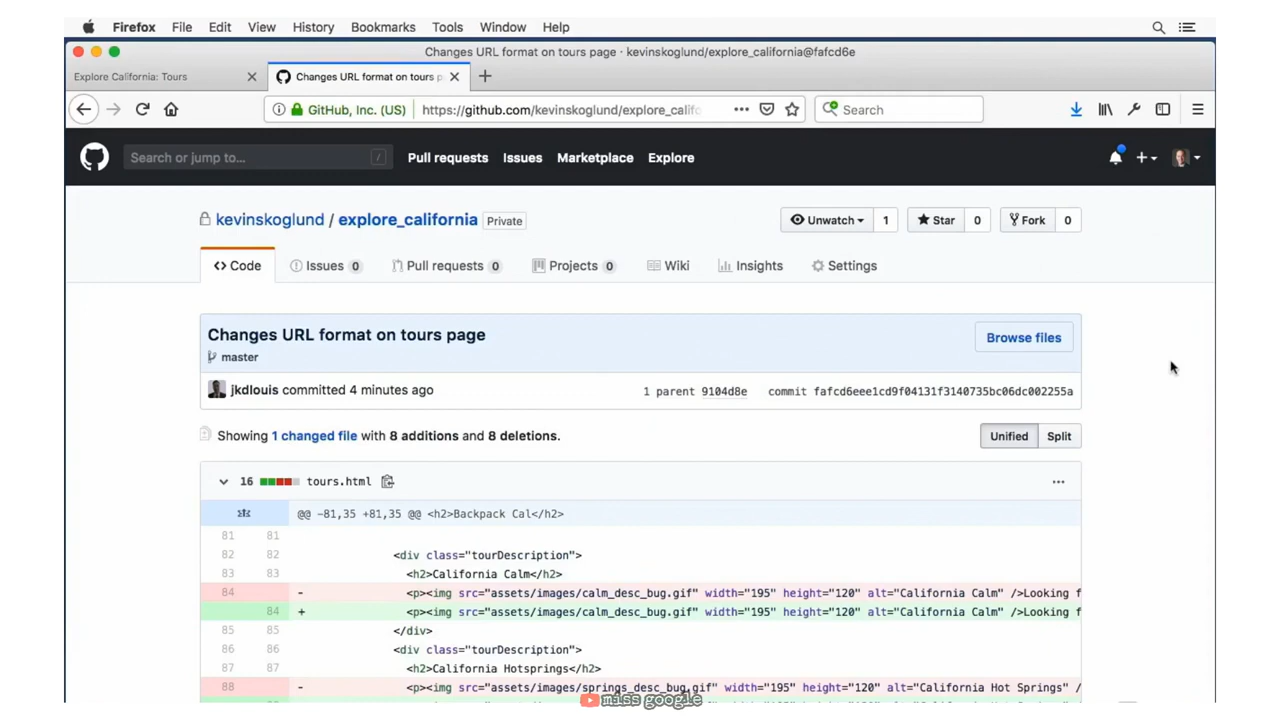 Firefox File Edit View History Bookmarks Tools Window Help
Changes URL format on tours page · kevinskoglund/explore_california@fafcd6e
Explore California: Tours
Changes URL format on tours p
GitHub, Inc. (US) https://github.com/kevinskoglund/explore_califo
Search
Search or jump to… /
Pull requests Issues Marketplace Explore
kevinskoglund / explore_california Private
Unwatch 1 Star 0 Fork 0
Code Issues 0 Pull requests 0 Projects 0 Wiki Insights Settings
Changes URL format on tours page
Browse files
master
jkdlouis committed 4 minutes ago
1 parent 9104d8e commit fafcd6eee1cd9f04131f3140735bc06dc002255a
Showing 1 changed file with 8 additions and 8 deletions.
Unified Split
16 tours.html
@@ -81,35 +81,35 @@ <h2>Backpack Cal</h2>
81 81
82 82 <div class="tourDescription">
83 83 <h2>California Calm</h2>
84 - <p><img src="assets/images/calm_desc_bug.gif" width="195" height="120" alt="California Calm" />Looking f
84 + <p><img src="assets/images/calm_desc_bug.gif" width="195" height="120" alt="California Calm" />Looking f
85 85 </div>
86 86 <div class="tourDescription">
87 87 <h2>California Hotsprings</h2>
88 - <p><img src="assets/images/springs_desc_bug.gif" width="195" height="120" alt="California Hot Springs" /
miss google